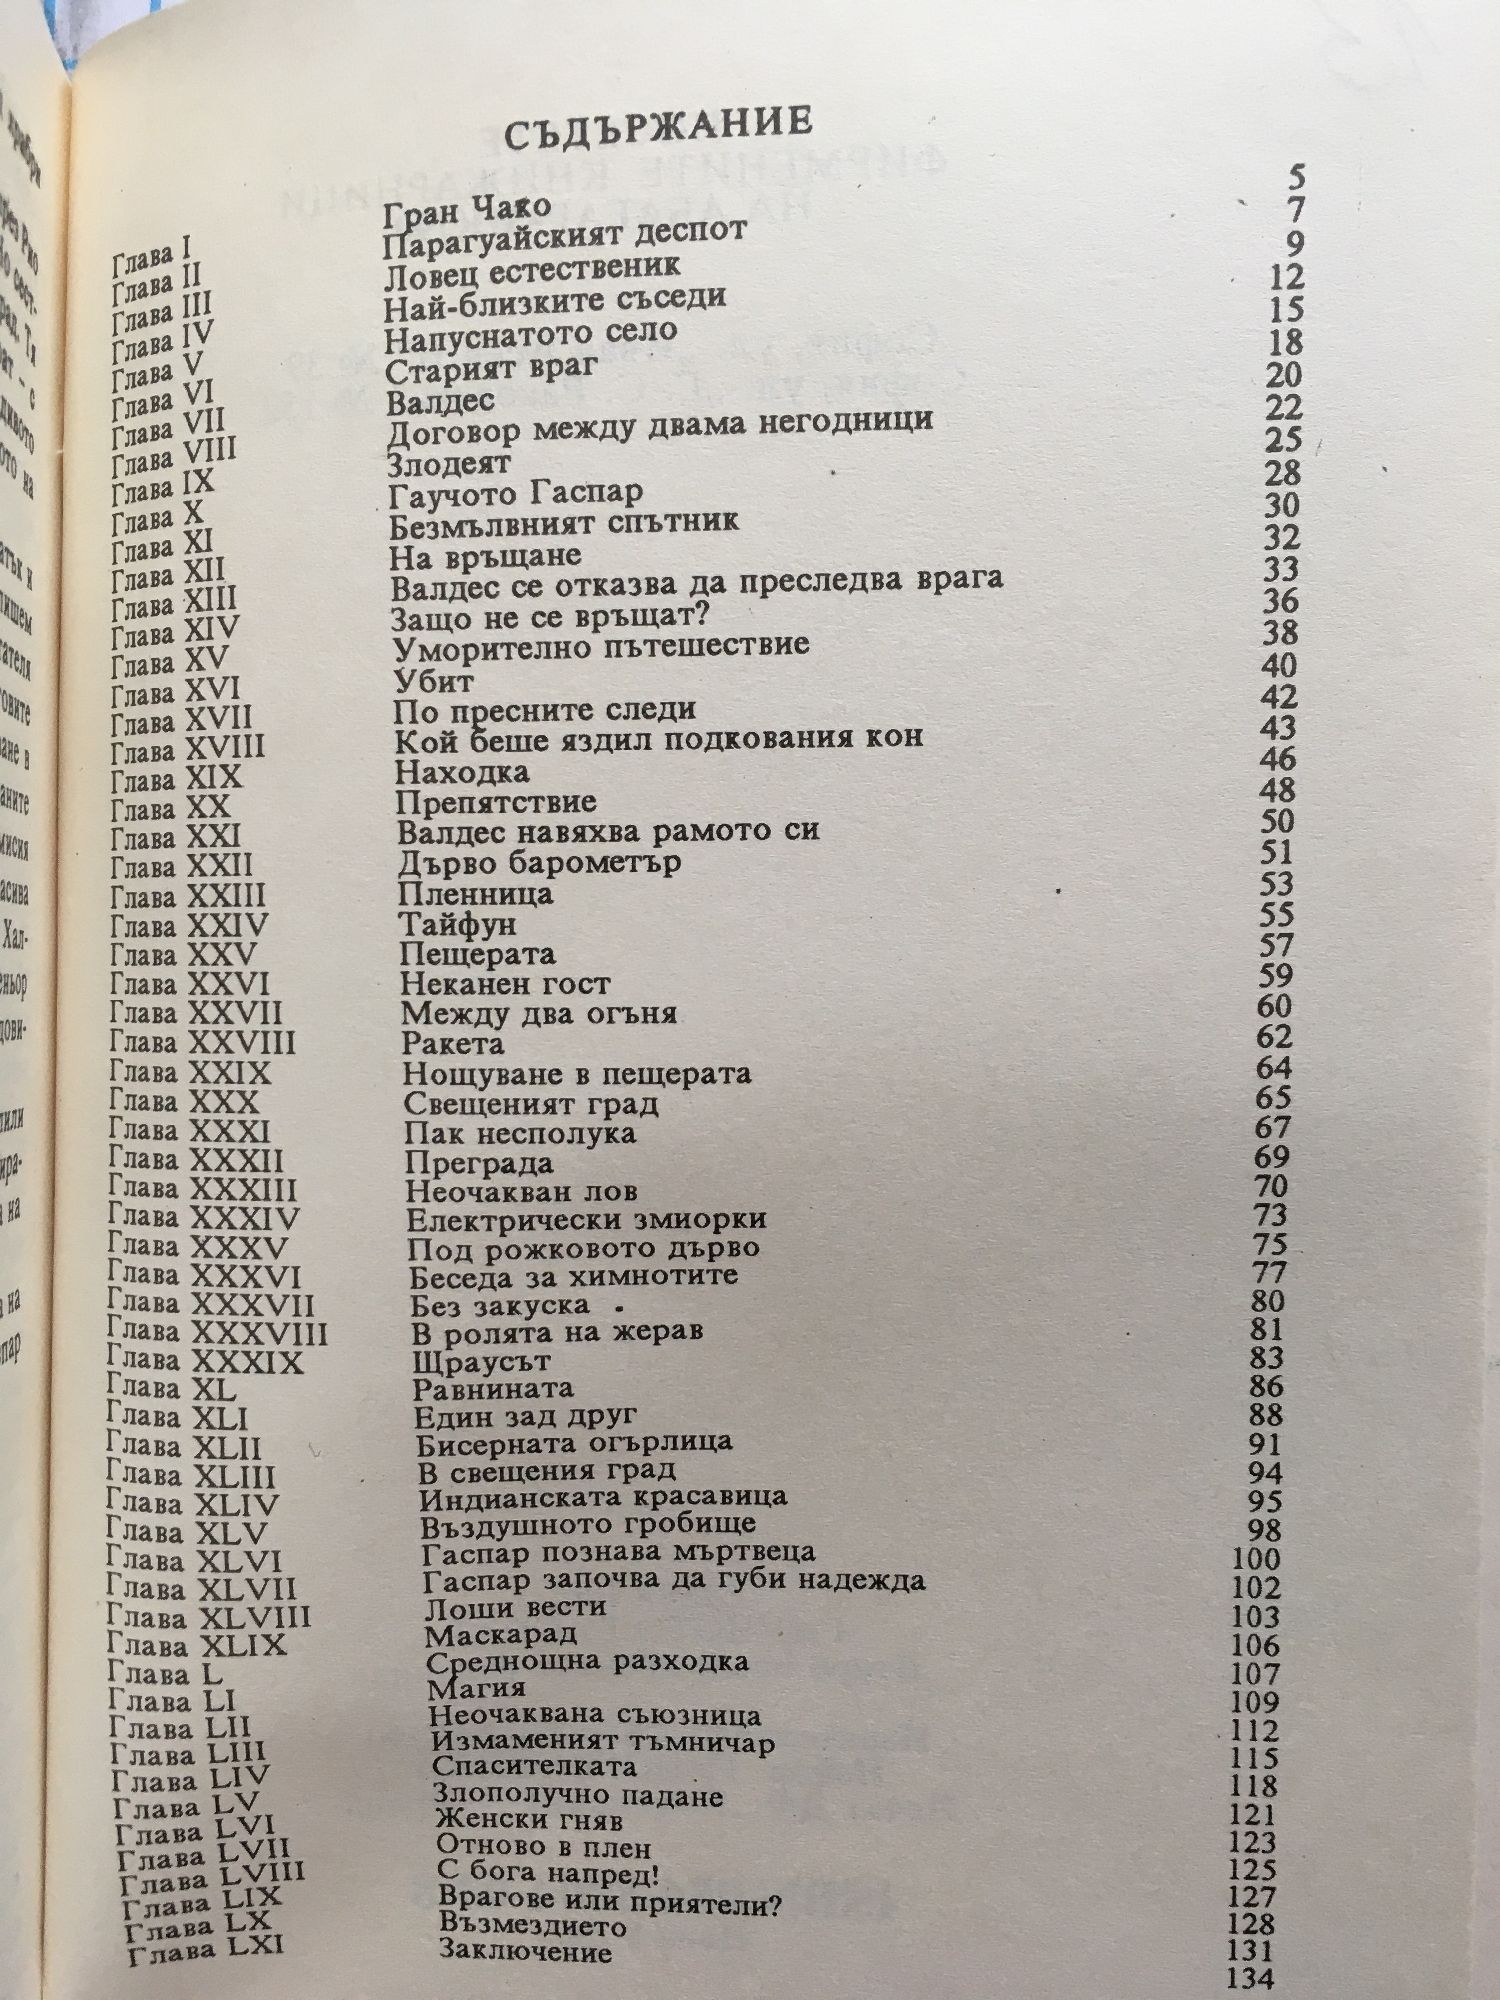 СЪДЪРЖАНИЕ
Глава I Гран Чако 5
Глава II Парагуайският деспот 7
Глава III Ловец естественик 9
Глава IV Най-близките съседи 12
Глава V Напуснатото село 15
Глава VI Старият враг 18
Глава VII Валдес 20
Глава VIII Договор между двама негодници 22
Глава IX Злодеят 25
Глава X Гаучото Гаспар 28
Глава XI Безмълвният спътник 30
Глава XII На връщане 32
Глава XIII Валдес се отказва да преследва врага 33
Глава XIV Защо не се връщат? 36
Глава XV Уморително пътешествие 38
Глава XVI Убит 40
Глава XVII По пресните следи 42
Глава XVIII Кой беше яздил подкования кон 43
Глава XIX Находка 46
Глава XX Препятствие 48
Глава XXI Валдес навяхва рамото си 50
Глава XXII Дърво барометър 51
Глава XXIII Пленница 53
Глава XXIV Тайфун 55
Глава XXV Пещерата 57
Глава XXVI Неканен гост 59
Глава XXVII Между два огъня 60
Глава XXVIII Ракета 62
Глава XXIX Нощуване в пещерата 64
Глава XXX Свещеният град 65
Глава XXXI Пак несполука 67
Глава XXXII Преграда 69
Глава XXXIII Неочакван лов 70
Глава XXXIV Електрически змиорки 73
Глава XXXV Под рожковото дърво 75
Глава XXXVI Беседа за химнотите 77
Глава XXXVII Без закуска 80
Глава XXXVIII В ролята на жерав 81
Глава XXXIX Щраусът 83
Глава XL Равнината 86
Глава XLI Един зад друг 88
Глава XLII Бисерната огърлица 91
Глава XLIII В свещения град 94
Глава XLIV Индианската красавица 95
Глава XLV Въздушното гробище 98
Глава XLVI Гаспар познава мъртвеца 100
Глава XLVII Гаспар започва да губи надежда 102
Глава XLVIII Лоши вести 103
Глава XLIX Маскарад 106
Глава L Среднощна разходка 107
Глава LI Магия 109
Глава LII Неочаквана съюзница 112
Глава LIII Измаменият тъмничар 115
Глава LIV Спасителката 118
Глава LV Злополучно падане 121
Глава LVI Женски гняв 123
Глава LVII Отново в плен 125
Глава LVIII С бога напред! 127
Глава LIX Врагове или приятели? 128
Глава LX Възмездието 131
Глава LXI Заключение 134